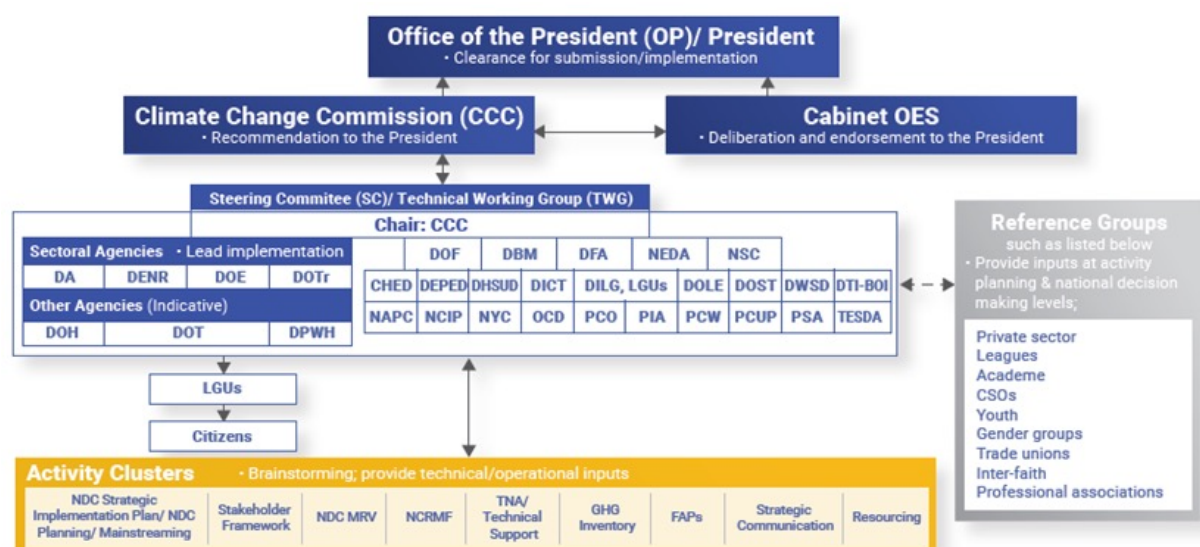 Office of the President (OP)/ President
• Clearance for submission/implementation
Climate Change Commission (CCC)
• Recommendation to the President
Cabinet OES
• Deliberation and endorsement to the President
Steering Commitee (SC)/ Technical Working Group (TWG)
Chair: CCC
Sectoral Agencies • Lead implementation
DA DENR DOE DOTr
Other Agencies (Indicative)
DOH DOT DPWH
DOF DBM DFA NEDA NSC
CHED DEPED DHSUD DICT DILG, LGUs DOLE DOST DWSD DTI-BOI
NAPC NCIP NYC OCD PCO PIA PCW PCUP PSA TESDA
LGUs
Citizens
Reference Groups
such as listed below
• Provide inputs at activity
planning & national decision
making levels;
Private sector
Leagues
Academe
CSOs
Youth
Gender groups
Trade unions
Inter-faith
Professional associations
Activity Clusters • Brainstorming; provide technical/operational inputs
NDC Strategic
Implementation Plan/ NDC
Planning/ Mainstreaming
Stakeholder
Framework
NDC MRV
NCRMF
TNA/
Technical
Support
GHG
Inventory
FAPs
Strategic
Communication
Resourcing